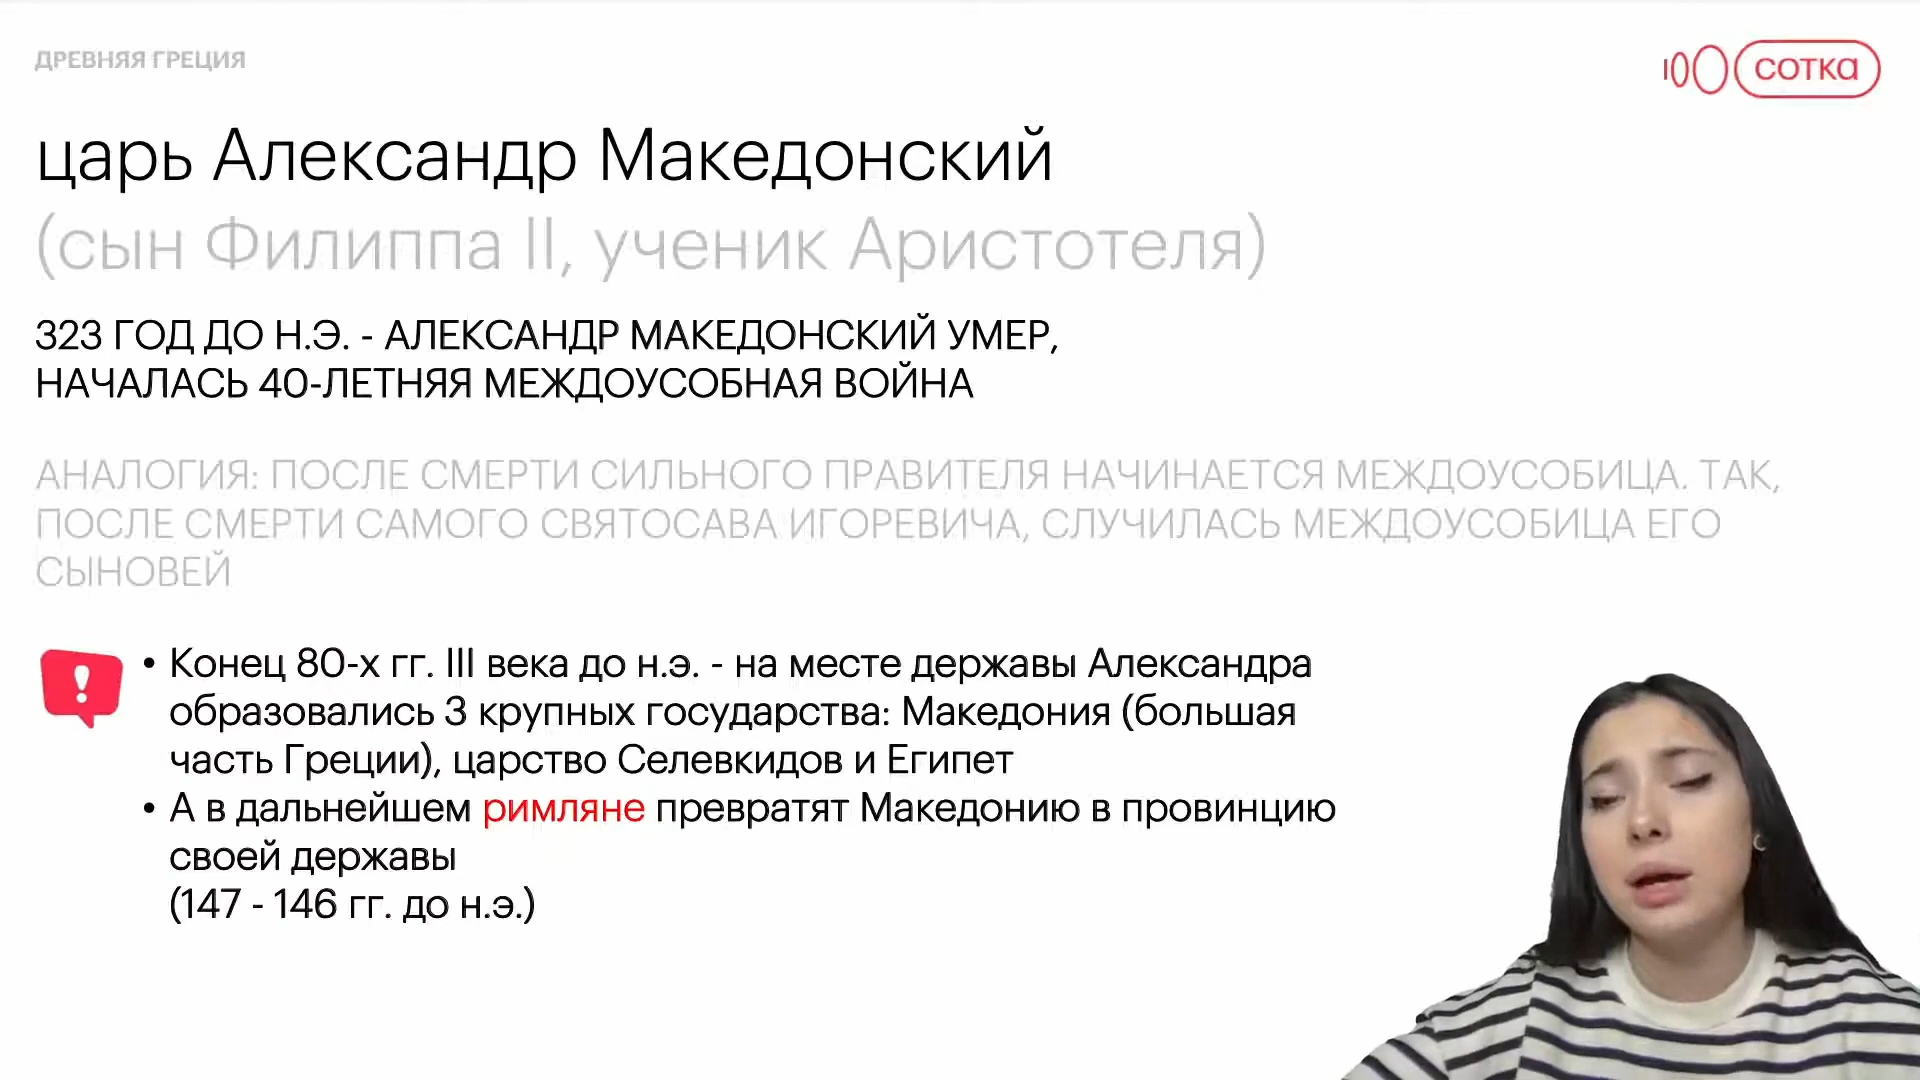 ДРЕВНЯЯ ГРЕЦИЯ
100 сотка
царь Александр Македонский
(сын Филиппа II, ученик Аристотеля)
323 ГОД ДО Н.Э. - АЛЕКСАНДР МАКЕДОНСКИЙ УМЕР,
НАЧАЛАСЬ 40-ЛЕТНЯЯ МЕЖДОУСОБНАЯ ВОЙНА
АНАЛОГИЯ: ПОСЛЕ СМЕРТИ СИЛЬНОГО ПРАВИТЕЛЯ НАЧИНАЕТСЯ МЕЖДОУСОБИЦА. ТАК,
ПОСЛЕ СМЕРТИ САМОГО СВЯТОСАВА ИГОРЕВИЧА, СЛУЧИЛАСЬ МЕЖДОУСОБИЦА ЕГО
СЫНОВЕЙ
• Конец 80-х гг. III века до н.э. - на месте державы Александра
образовались 3 крупных государства: Македония (большая
часть Греции), царство Селевкидов и Египет
• А в дальнейшем римляне превратят Македонию в провинцию
своей державы
(147 - 146 гг. до н.э.)